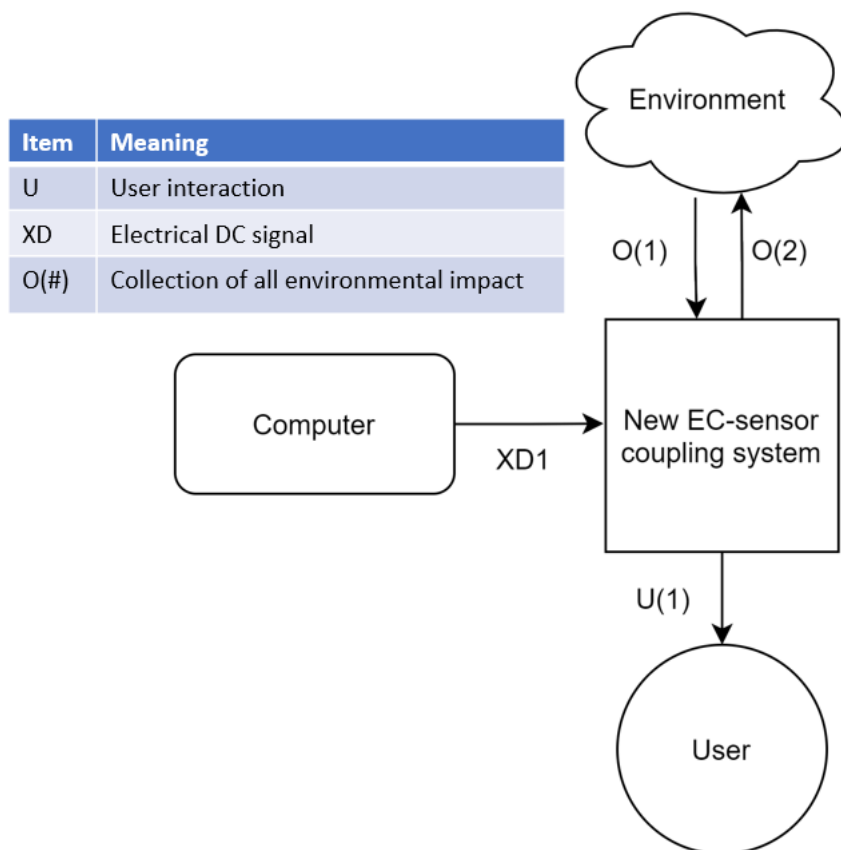 Environment
Item Meaning
U User interaction
XD Electrical DC signal
O(#) Collection of all environmental impact
O(1) O(2)
Computer
XD1
New EC-sensor
coupling system
U(1)
User